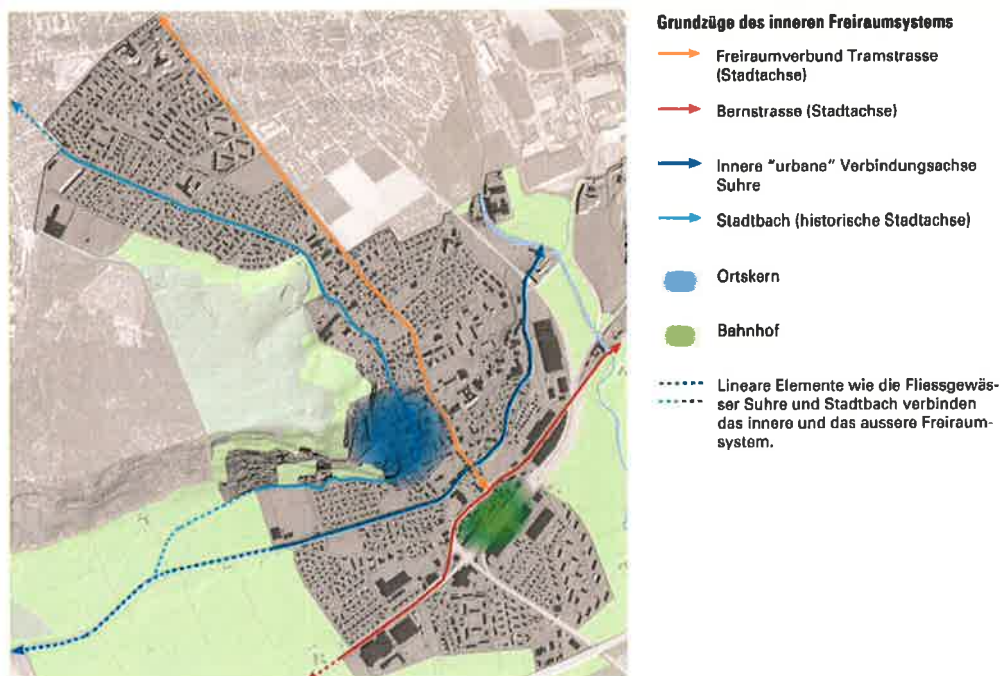 Grundzüge des inneren Freiraumsystems
Freiraumverbund Tramstrasse
(Stadtachse)
Bernstrasse (Stadtachse)
Innere "urbane" Verbindungsachse
Suhre
Stadtbach (historische Stadtachse)
Ortskern
Bahnhof
Lineare Elemente wie die Fliessgewäs-
ser Suhre und Stadtbach verbinden
das innere und das aussere Freiraum-
system.